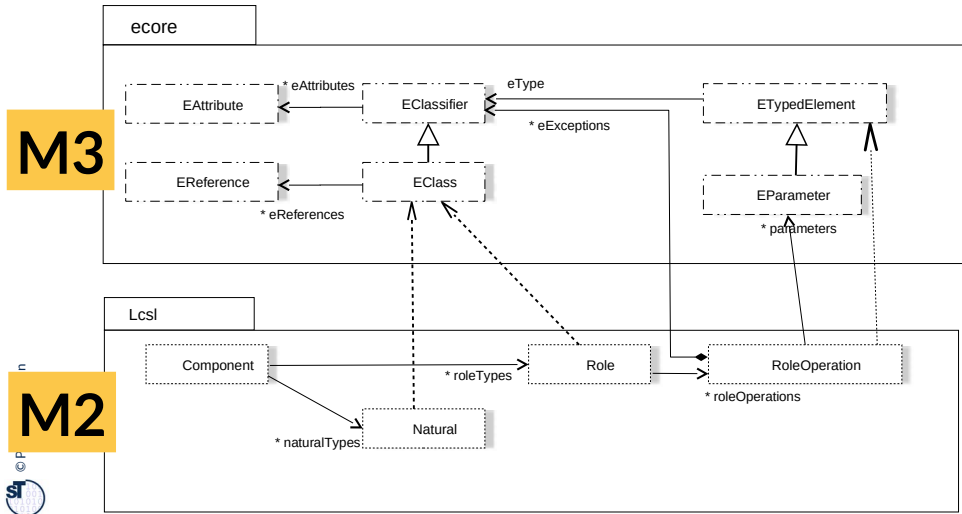 ecore
* eAttributes
eType
EAttribute
EClassifier
ETypedElement
* eExceptions
M3
EReference
EClass
EParameter
* eReferences
* parameters
Lcsl
Component
Role
RoleOperation
* roleTypes
* roleOperations
M2
Natural
* naturalTypes
©
sT